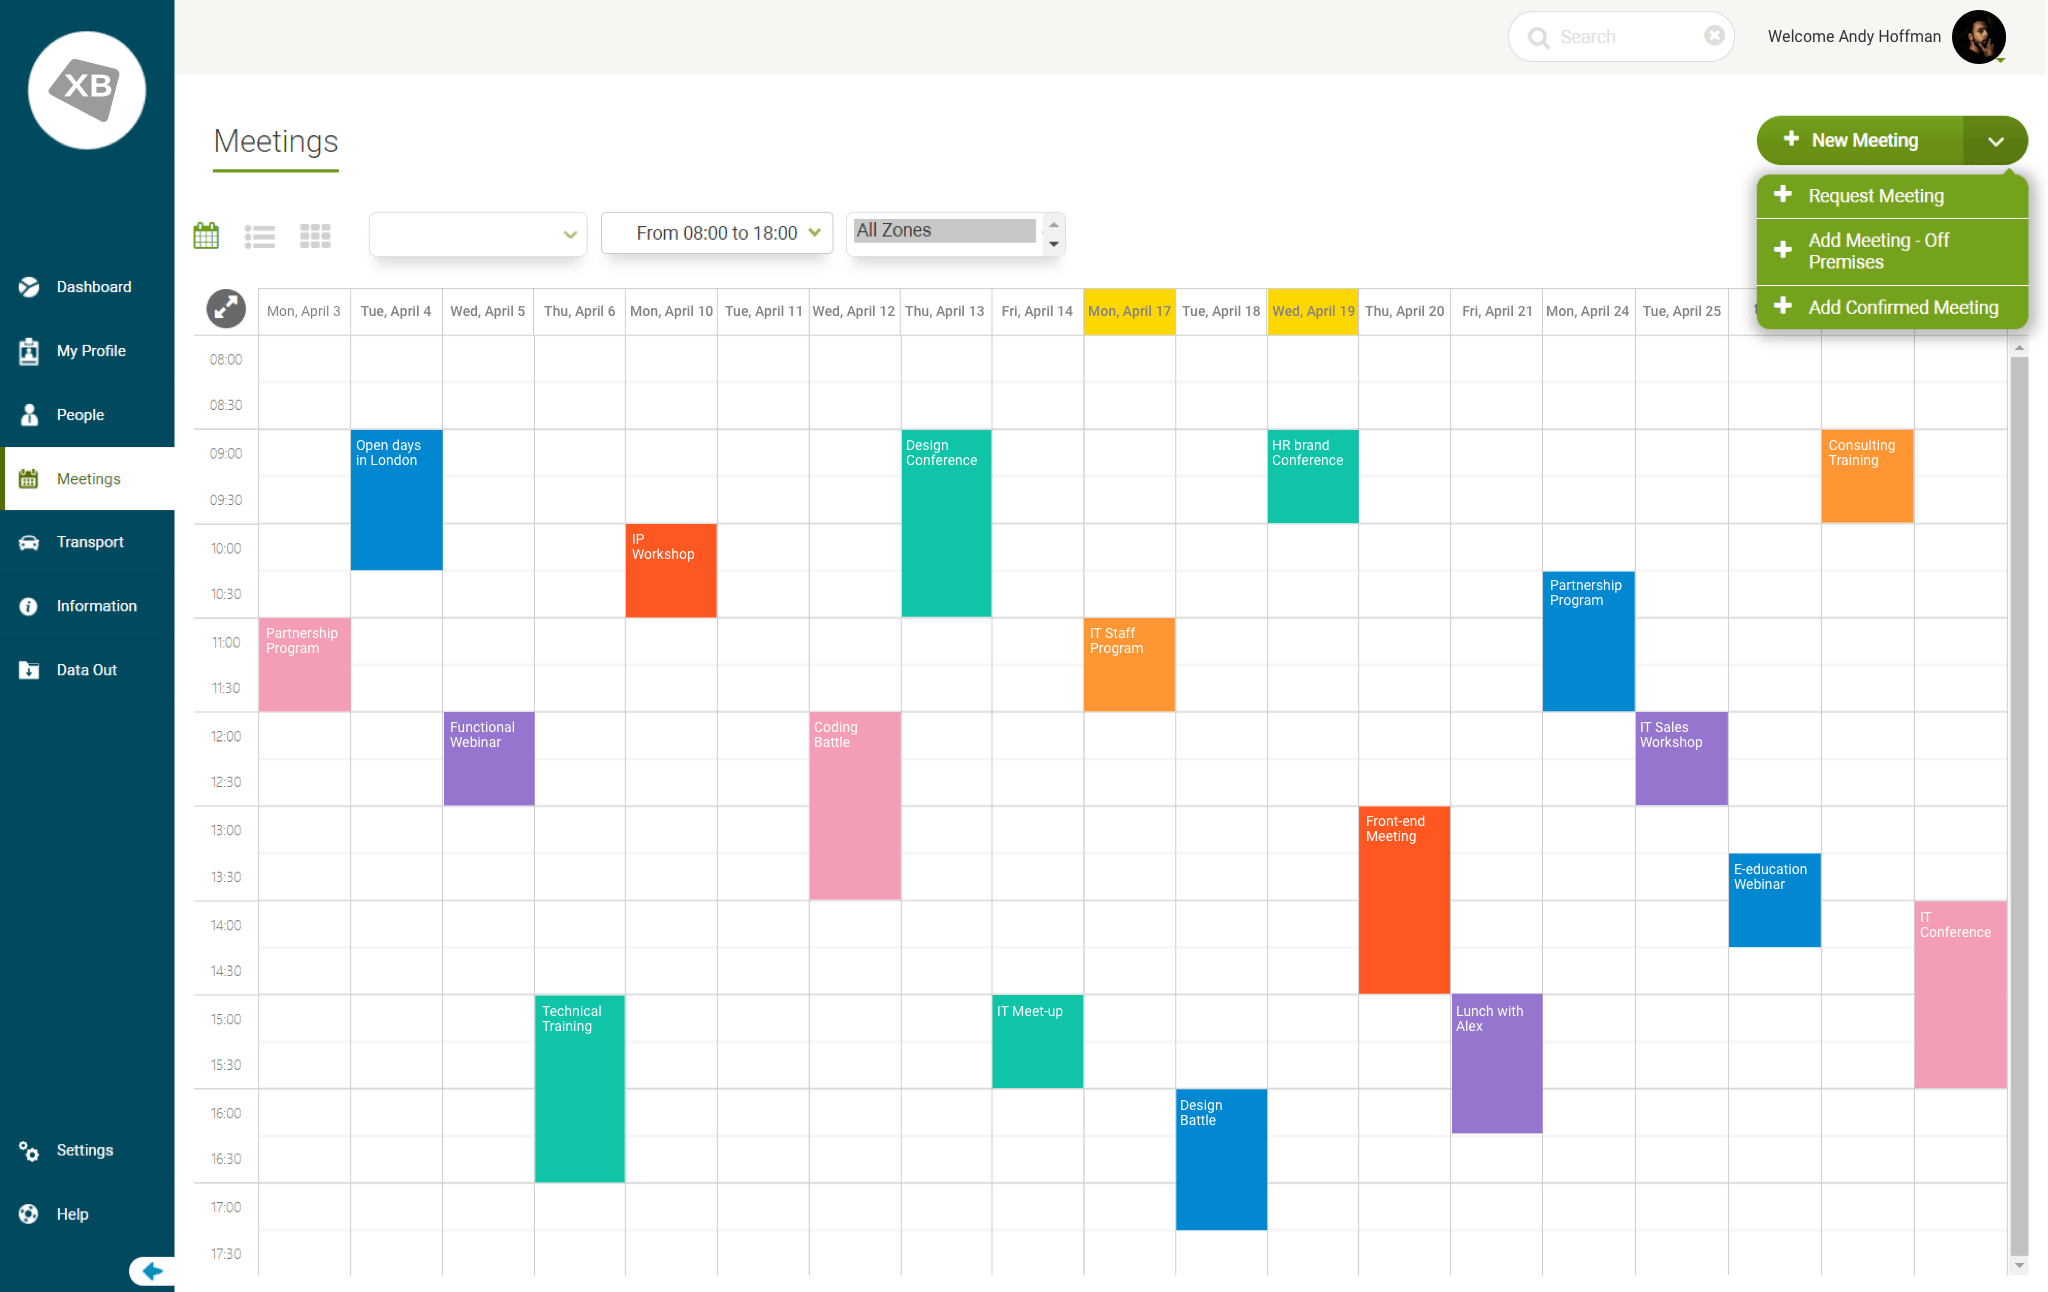 XB
Search
Welcome Andy Hoffman
Meetings
New Meeting
Request Meeting
Add Meeting - Off
Premises
Add Confirmed Meeting
From 08:00 to 18:00
All Zones
Dashboard
My Profile
People
Meetings
Transport
Information
Data Out
Settings
Help
Mon, April 3
Tue, April 4
Wed, April 5
Thu, April 6
Mon, April 10
Tue, April 11
Wed, April 12
Thu, April 13
Fri, April 14
Mon, April 17
Tue, April 18
Wed, April 19
Thu, April 20
Fri, April 21
Mon, April 24
Tue, April 25
08:00
08:30
09:00
09:30
10:00
10:30
11:00
11:30
12:00
12:30
13:00
13:30
14:00
14:30
15:00
15:30
16:00
16:30
17:00
17:30
Open days
in London
Design
Conference
HR brand
Conference
Consulting
Training
IP
Workshop
Partnership
Program
Partnership
Program
IT Staff
Program
Functional
Webinar
Coding
Battle
IT Sales
Workshop
Front-end
Meeting
E-education
Webinar
IT
Conference
Technical
Training
IT Meet-up
Lunch with
Alex
Design
Battle